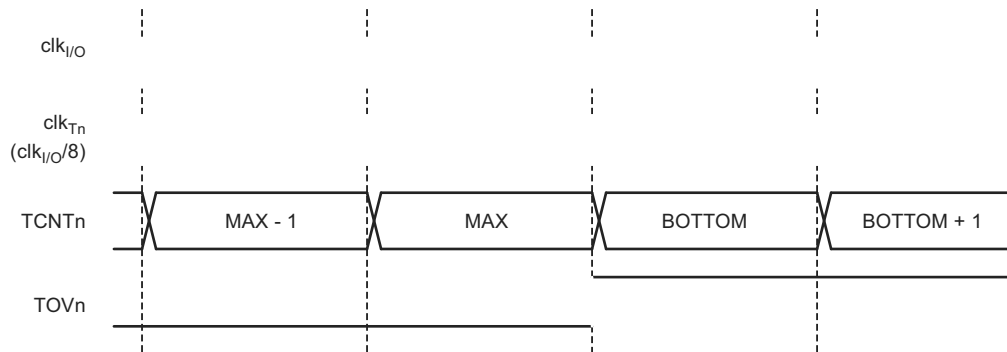 clkI/O
clkTn
(clkI/O/8)
TCNTn MAX - 1 MAX BOTTOM BOTTOM + 1
TOVn